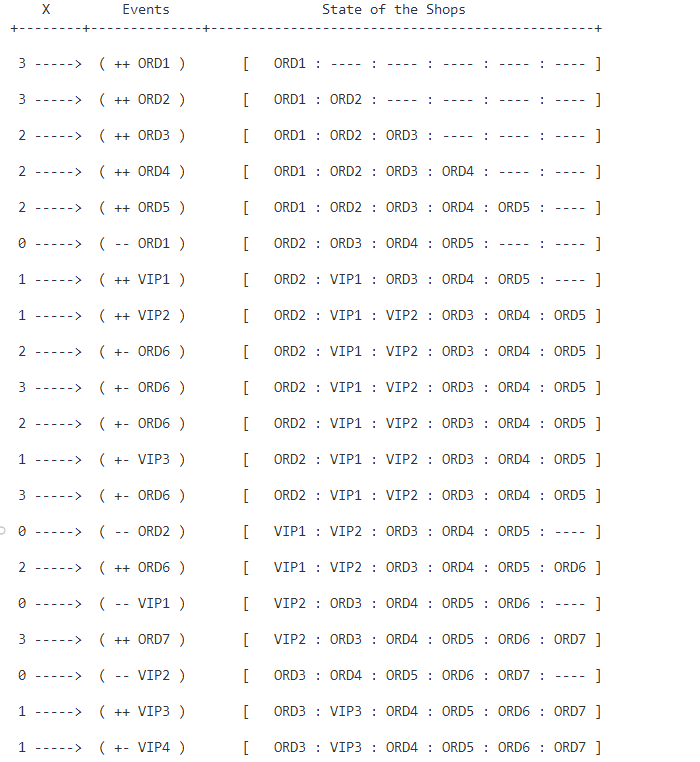 X Events State of the Shops
+--------+--------------+------------------------------------------------+
3 -----> ( ++ ORD1 ) [ ORD1 : ---- : ---- : ---- : ---- : ---- ]
3 -----> ( ++ ORD2 ) [ ORD1 : ORD2 : ---- : ---- : ---- : ---- ]
2 -----> ( ++ ORD3 ) [ ORD1 : ORD2 : ORD3 : ---- : ---- : ---- ]
2 -----> ( ++ ORD4 ) [ ORD1 : ORD2 : ORD3 : ORD4 : ---- : ---- ]
2 -----> ( ++ ORD5 ) [ ORD1 : ORD2 : ORD3 : ORD4 : ORD5 : ---- ]
0 -----> ( -- ORD1 ) [ ORD2 : ORD3 : ORD4 : ORD5 : ---- : ---- ]
1 -----> ( ++ VIP1 ) [ ORD2 : VIP1 : ORD3 : ORD4 : ORD5 : ---- ]
1 -----> ( ++ VIP2 ) [ ORD2 : VIP1 : VIP2 : ORD3 : ORD4 : ORD5 ]
2 -----> ( +- ORD6 ) [ ORD2 : VIP1 : VIP2 : ORD3 : ORD4 : ORD5 ]
3 -----> ( +- ORD6 ) [ ORD2 : VIP1 : VIP2 : ORD3 : ORD4 : ORD5 ]
2 -----> ( +- ORD6 ) [ ORD2 : VIP1 : VIP2 : ORD3 : ORD4 : ORD5 ]
1 -----> ( +- VIP3 ) [ ORD2 : VIP1 : VIP2 : ORD3 : ORD4 : ORD5 ]
3 -----> ( +- ORD6 ) [ ORD2 : VIP1 : VIP2 : ORD3 : ORD4 : ORD5 ]
0 -----> ( -- ORD2 ) [ VIP1 : VIP2 : ORD3 : ORD4 : ORD5 : ---- ]
2 -----> ( ++ ORD6 ) [ VIP1 : VIP2 : ORD3 : ORD4 : ORD5 : ORD6 ]
0 -----> ( -- VIP1 ) [ VIP2 : ORD3 : ORD4 : ORD5 : ORD6 : ---- ]
3 -----> ( ++ ORD7 ) [ VIP2 : ORD3 : ORD4 : ORD5 : ORD6 : ORD7 ]
0 -----> ( -- VIP2 ) [ ORD3 : ORD4 : ORD5 : ORD6 : ORD7 : ---- ]
1 -----> ( ++ VIP3 ) [ ORD3 : VIP3 : ORD4 : ORD5 : ORD6 : ORD7 ]
1 -----> ( +- VIP4 ) [ ORD3 : VIP3 : ORD4 : ORD5 : ORD6 : ORD7 ]